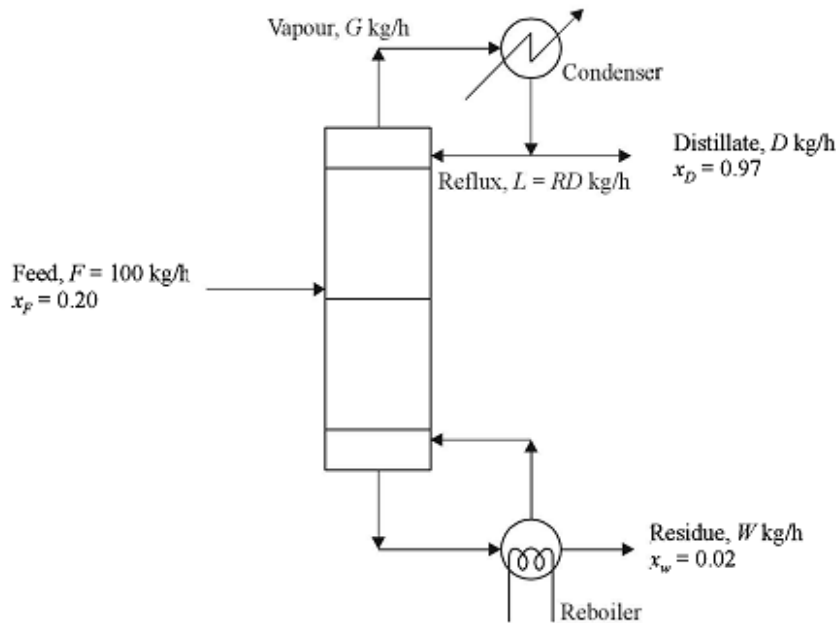 Vapour, G kg/h
Condenser
Distillate, D kg/h
x_D = 0.97
Reflux, L = RD kg/h
Feed, F = 100 kg/h
x_F = 0.20
Residue, W kg/h
x_w = 0.02
Reboiler